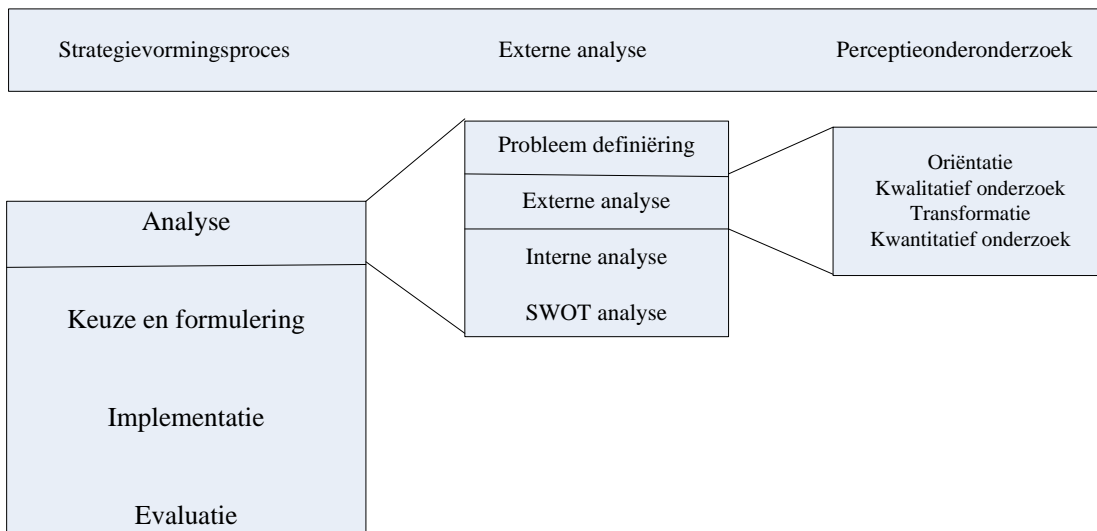 Strategievormingsproces
Externe analyse
Perceptieonderonderzoek
Analyse
Keuze en formulering
Implementatie
Evaluatie
Probleem definiëring
Externe analyse
Interne analyse
SWOT analyse
Oriëntatie
Kwalitatief onderzoek
Transformatie
Kwantitatief onderzoek